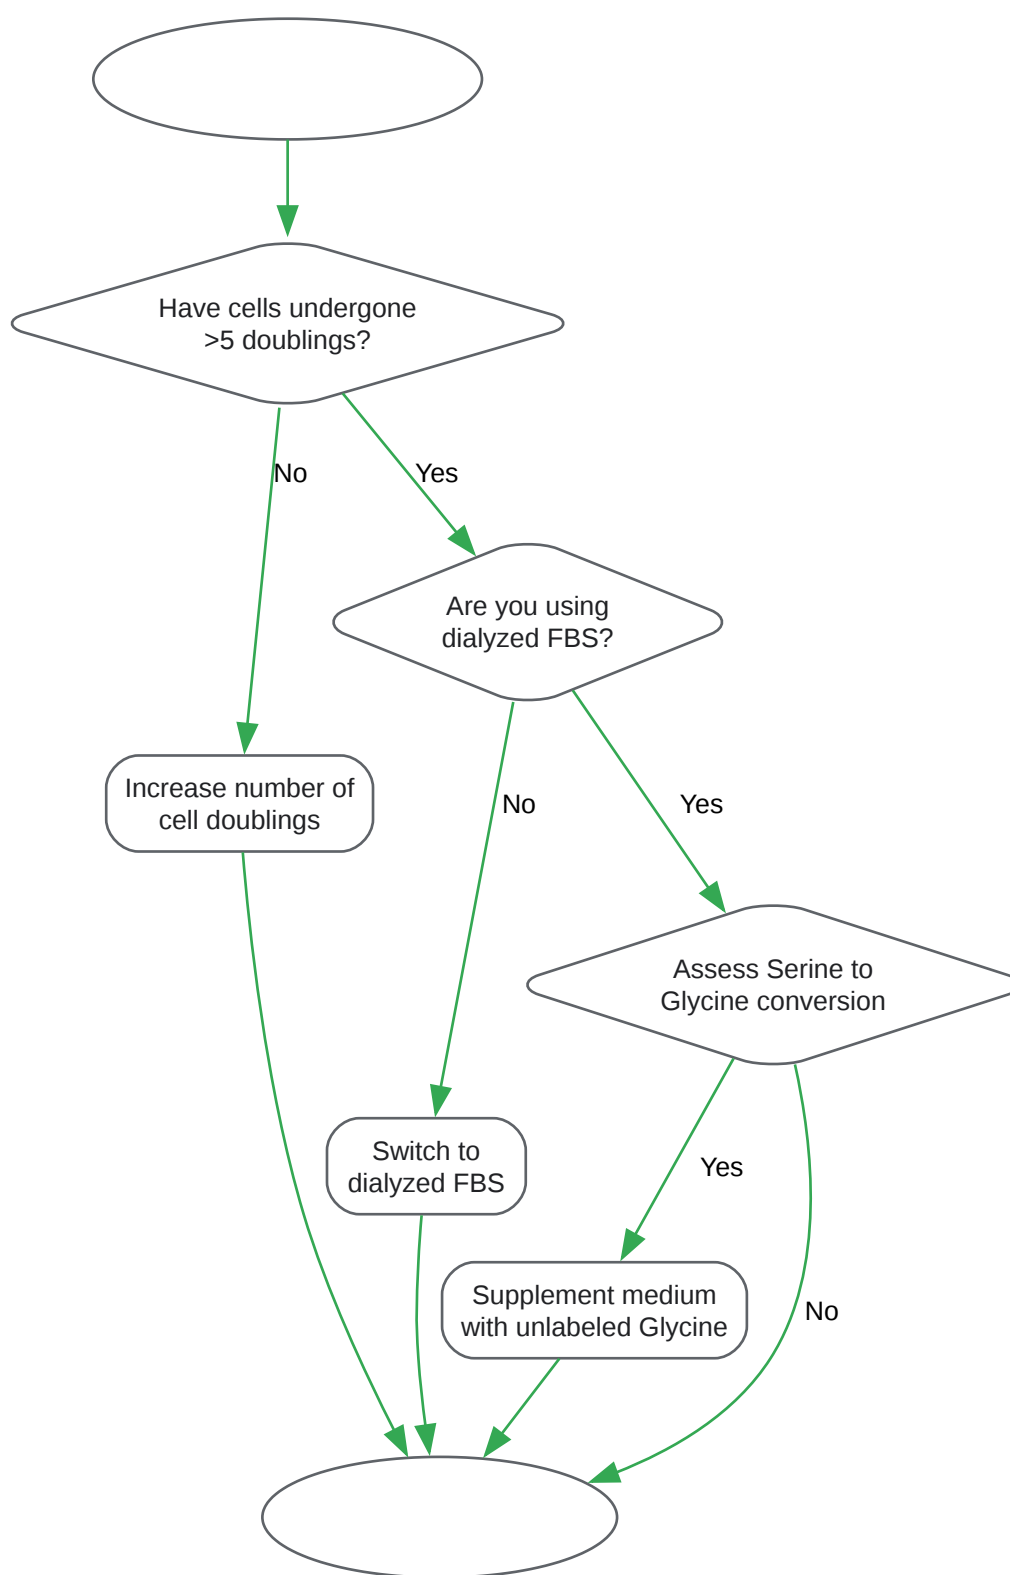 Have cells undergone
>5 doublings?
No
Yes
Are you using
dialyzed FBS?
Increase number of
cell doublings
No
Yes
Assess Serine to
Glycine conversion
Switch to
dialyzed FBS
Yes
Supplement medium
with unlabeled Glycine
No